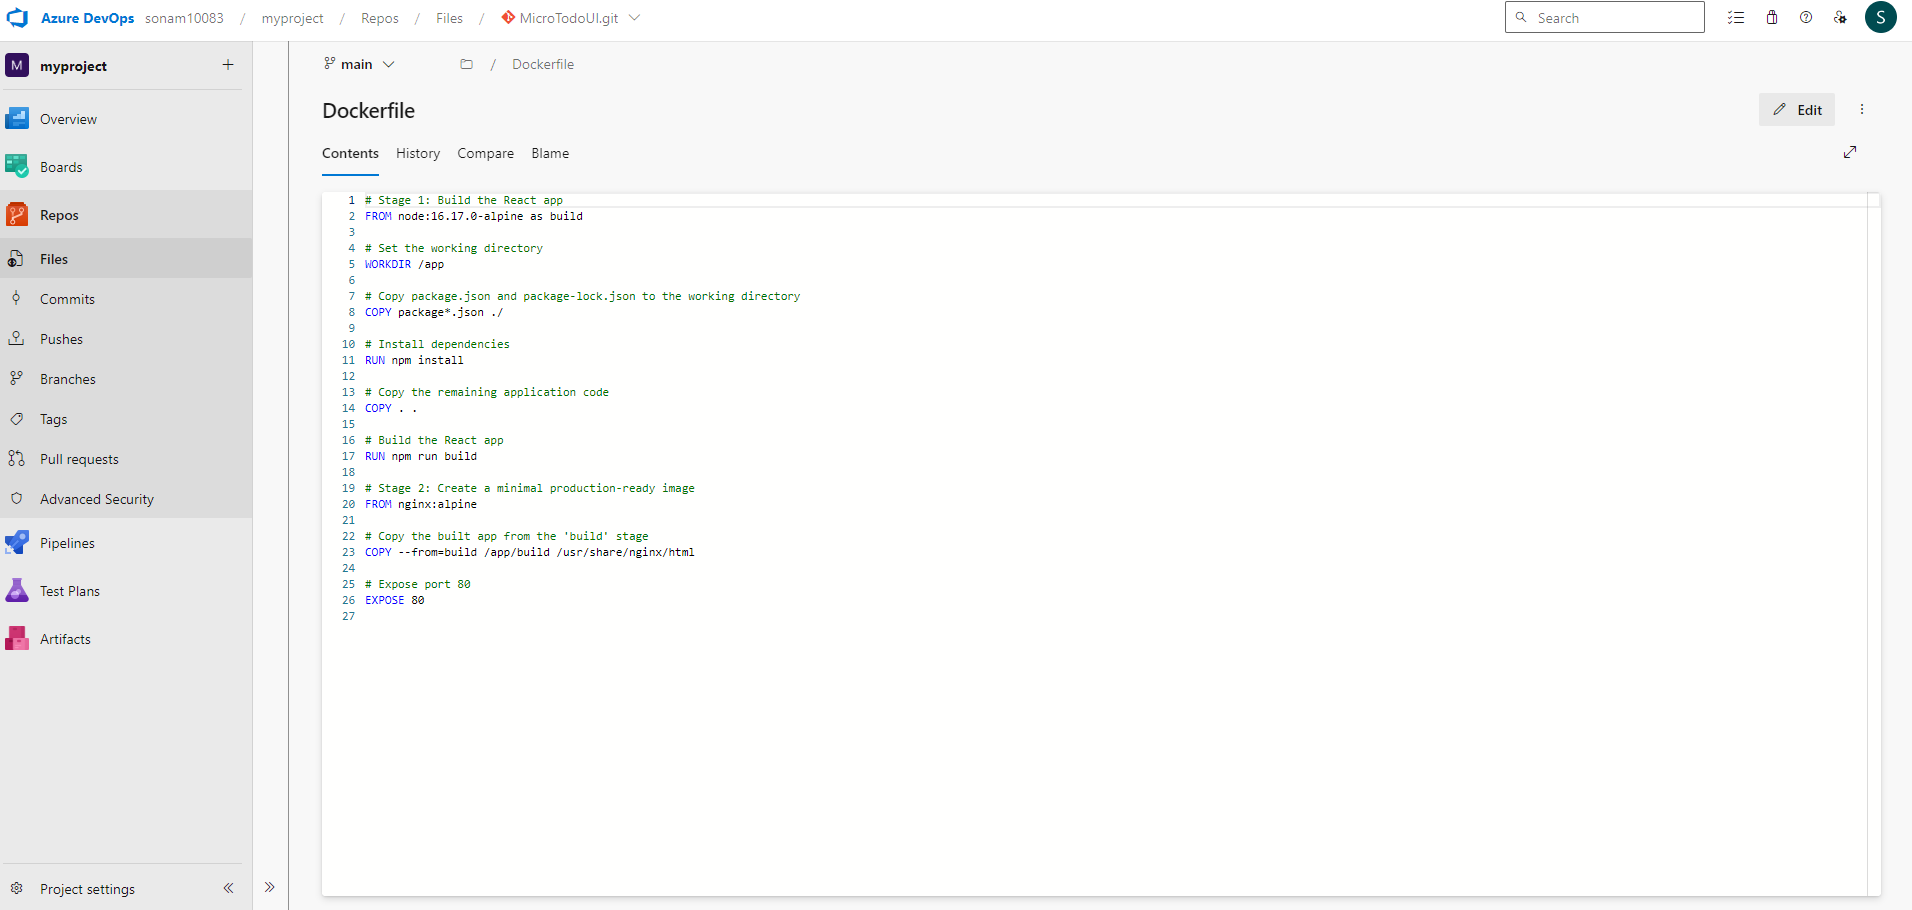 Azure DevOps sonam10083 / myproject / Repos / Files / MicroTodoUI.git Search S
M myproject +
Overview
Boards
Repos
Files
Commits
Pushes
Branches
Tags
Pull requests
Advanced Security
Pipelines
Test Plans
Artifacts
Project settings
main / Dockerfile
Dockerfile
Edit
Contents History Compare Blame
1 # Stage 1: Build the React app
2 FROM node:16.17.0-alpine as build
3
4 # Set the working directory
5 WORKDIR /app
6
7 # Copy package.json and package-lock.json to the working directory
8 COPY package*.json ./
9
10 # Install dependencies
11 RUN npm install
12
13 # Copy the remaining application code
14 COPY . .
15
16 # Build the React app
17 RUN npm run build
18
19 # Stage 2: Create a minimal production-ready image
20 FROM nginx:alpine
21
22 # Copy the built app from the 'build' stage
23 COPY --from=build /app/build /usr/share/nginx/html
24
25 # Expose port 80
26 EXPOSE 80
27